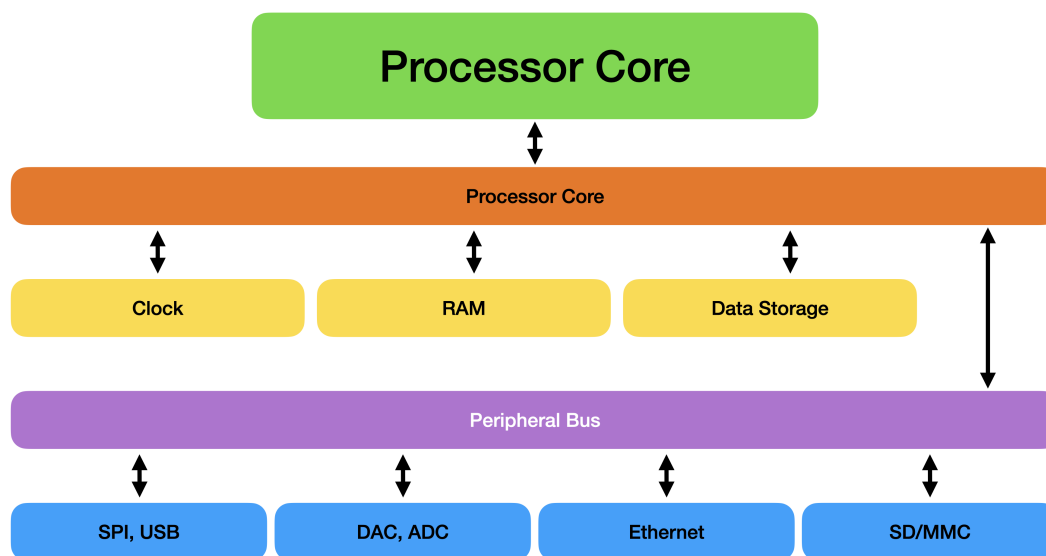 Processor Core
Processor Core
Clock
RAM
Data Storage
Peripheral Bus
SPI, USB
DAC, ADC
Ethernet
SD/MMC